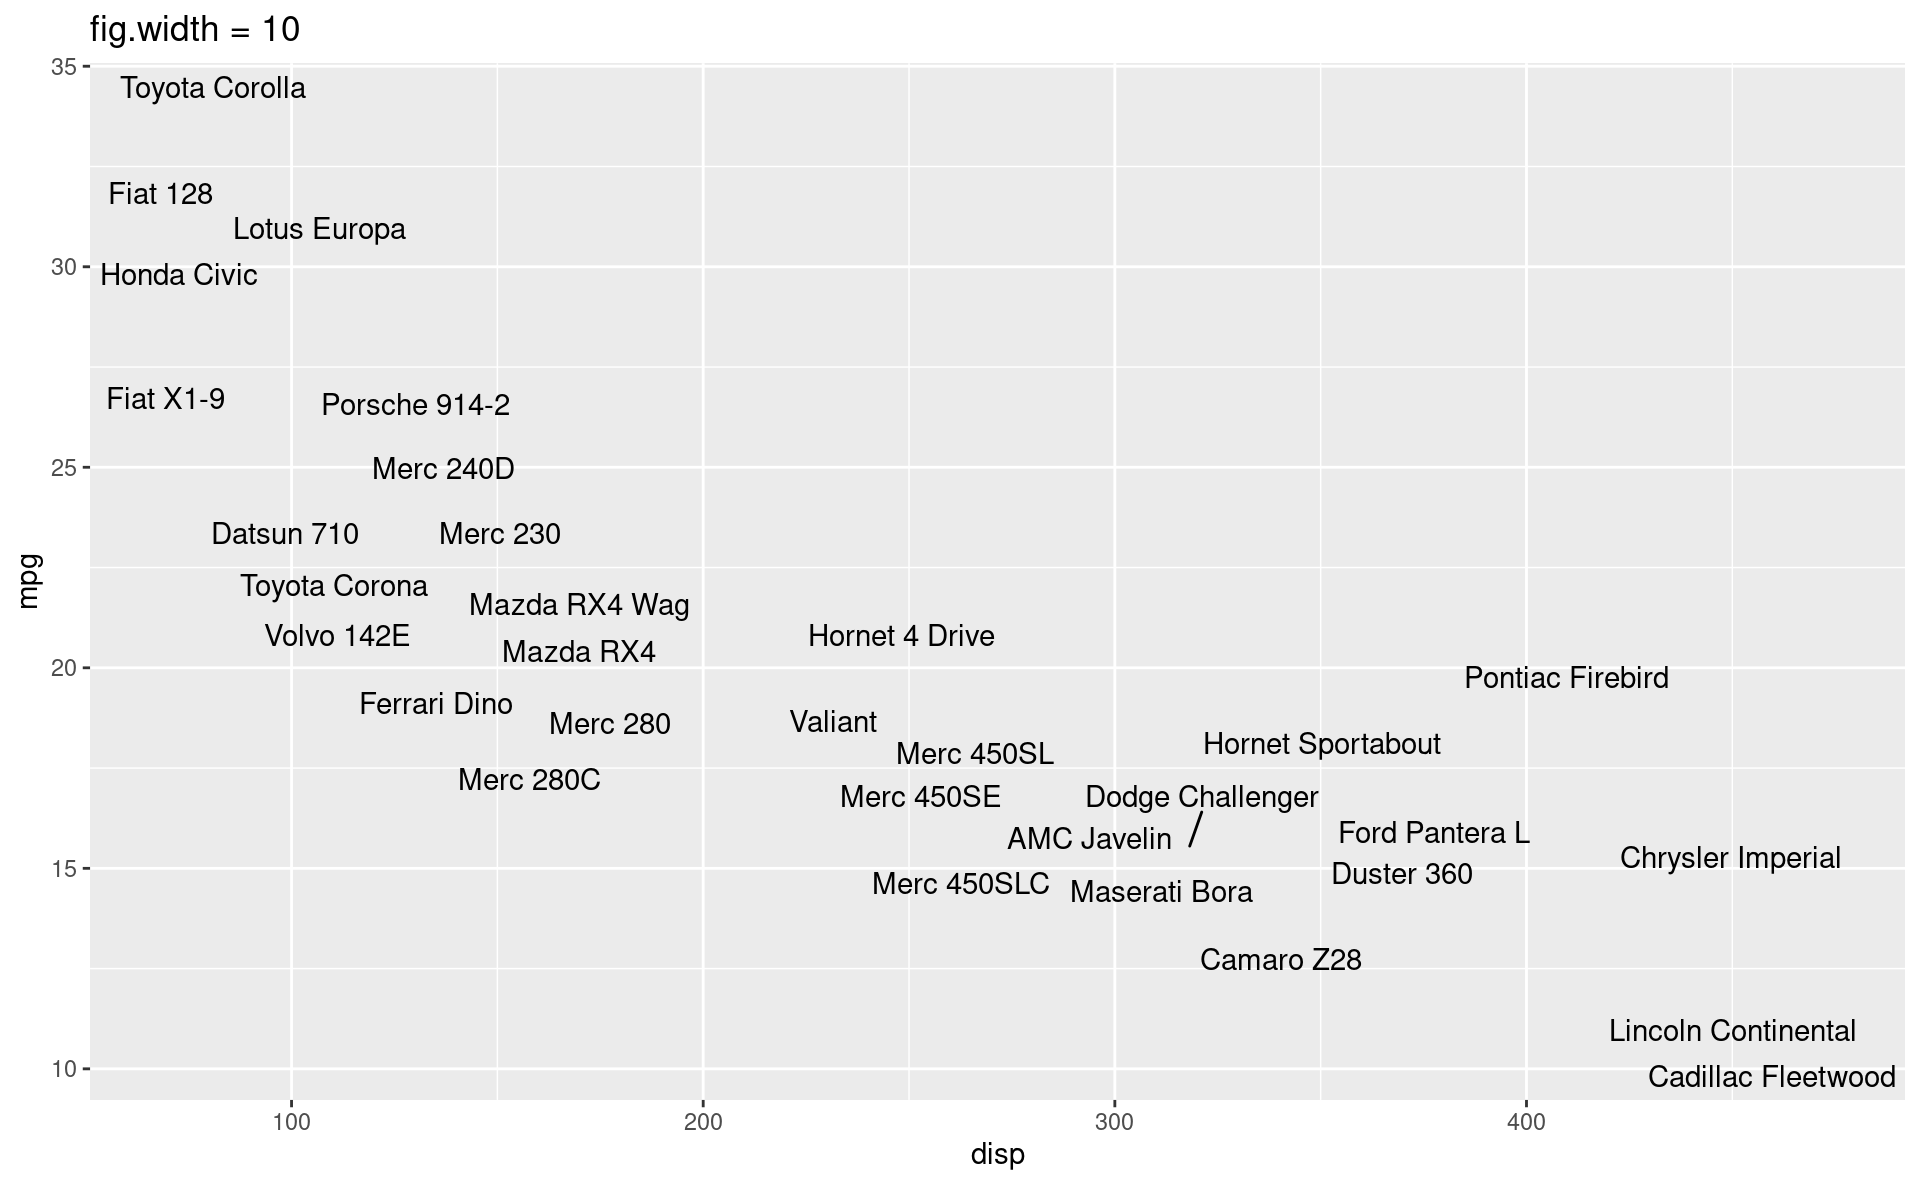 fig.width = 10
35
Toyota Corolla
Fiat 128
Lotus Europa
30
Honda Civic
Fiat X1-9
Porsche 914-2
25
Merc 240D
Datsun 710
Merc 230
mpg
Toyota Corona
Mazda RX4 Wag
Volvo 142E
Hornet 4 Drive
Mazda RX4
20
Pontiac Firebird
Ferrari Dino
Merc 280
Valiant
Hornet Sportabout
Merc 450SL
Merc 280C
Merc 450SE
Dodge Challenger
AMC Javelin
Ford Pantera L
Chrysler Imperial
15
Duster 360
Merc 450SLC
Maserati Bora
Camaro Z28
Lincoln Continental
10
Cadillac Fleetwood
100
200
300
400
disp